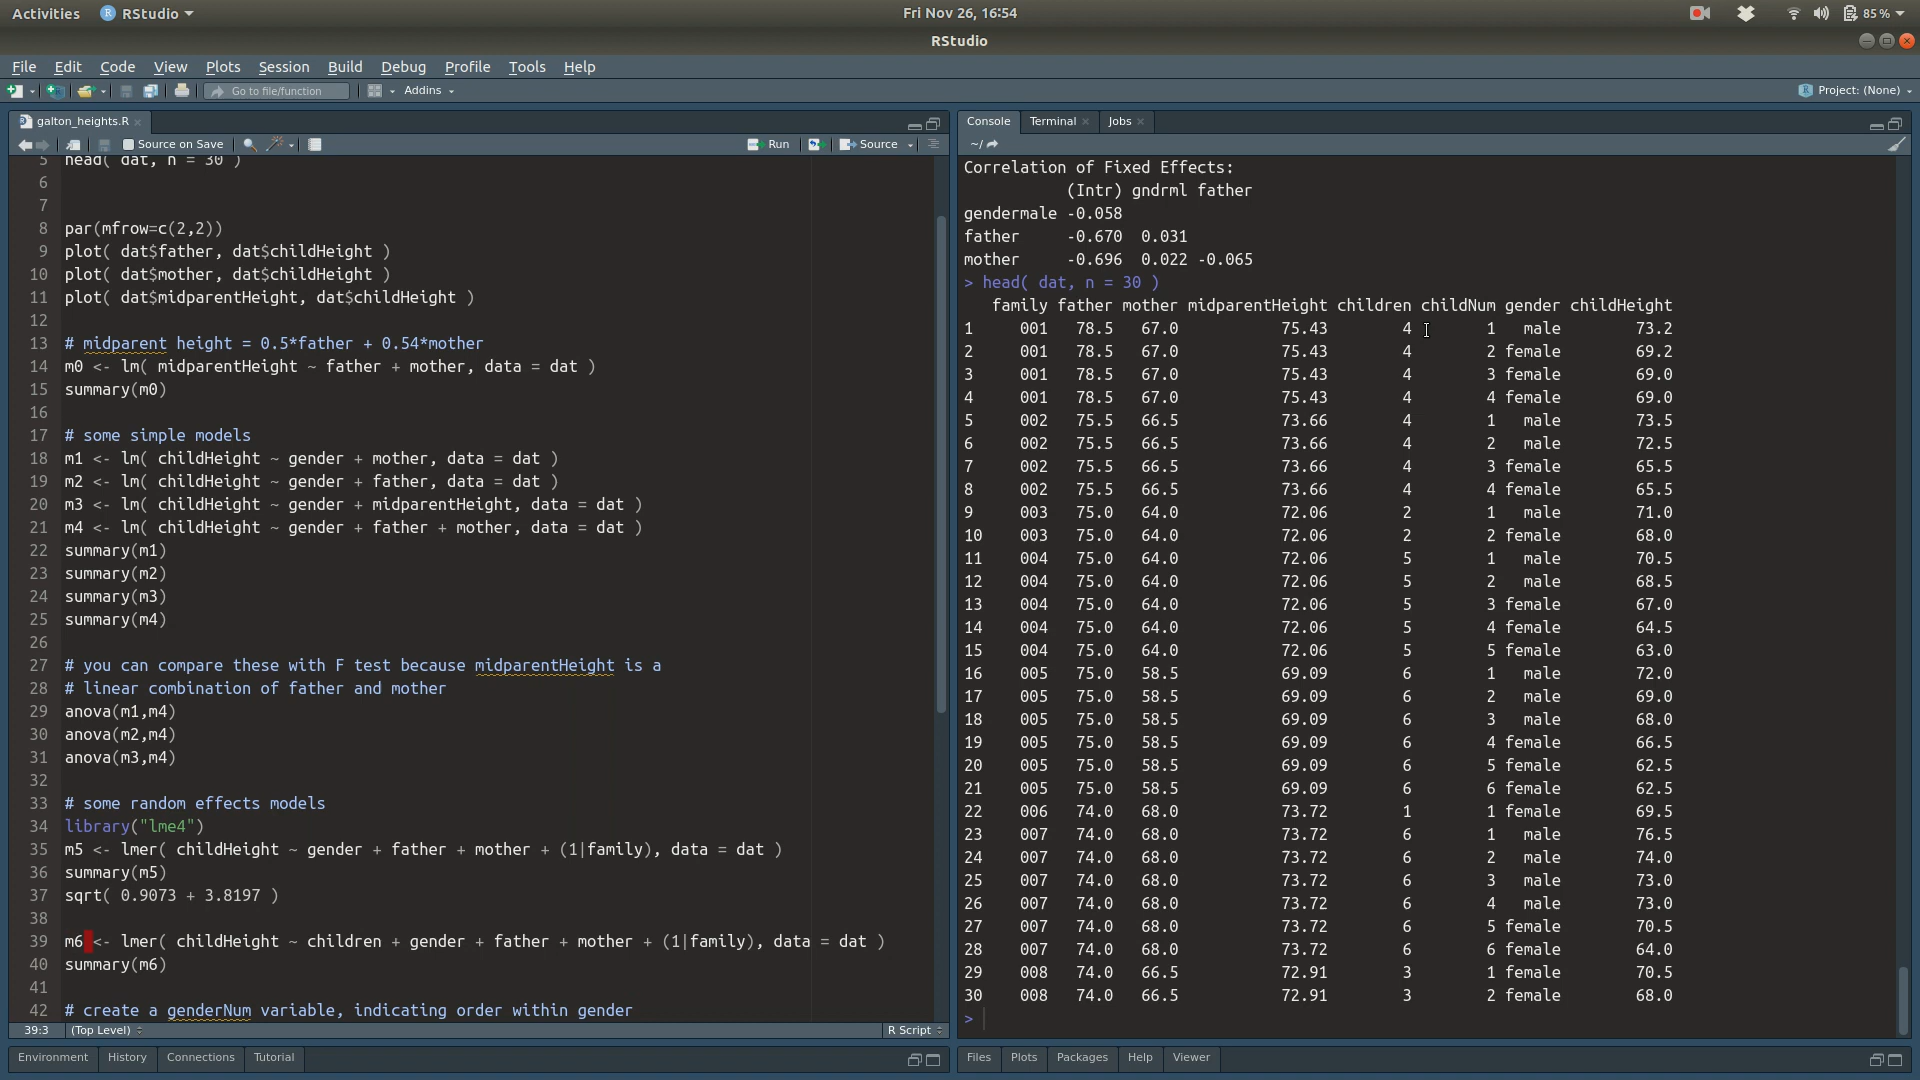 Activities RStudio Fri Nov 26, 16:54 85%
RStudio
File Edit Code View Plots Session Build Debug Profile Tools Help
Go to file/function Addins Project: (None)
galton_heights.R
Source on Save Run Source
5 head( dat, n = 30 )
6
7
8 par(mfrow=c(2,2))
9 plot( dat$father, dat$childHeight )
10 plot( dat$mother, dat$childHeight )
11 plot( dat$midparentHeight, dat$childHeight )
12
13 # midparent height = 0.5*father + 0.54*mother
14 m0 <- lm( midparentHeight ~ father + mother, data = dat )
15 summary(m0)
16
17 # some simple models
18 m1 <- lm( childHeight ~ gender + mother, data = dat )
19 m2 <- lm( childHeight ~ gender + father, data = dat )
20 m3 <- lm( childHeight ~ gender + midparentHeight, data = dat )
21 m4 <- lm( childHeight ~ gender + father + mother, data = dat )
22 summary(m1)
23 summary(m2)
24 summary(m3)
25 summary(m4)
26
27 # you can compare these with F test because midparentHeight is a
28 # linear combination of father and mother
29 anova(m1,m4)
30 anova(m2,m4)
31 anova(m3,m4)
32
33 # some random effects models
34 library("lme4")
35 m5 <- lmer( childHeight ~ gender + father + mother + (1|family), data = dat )
36 summary(m5)
37 sqrt( 0.9073 + 3.8197 )
38
39 m6 <- lmer( childHeight ~ children + gender + father + mother + (1|family), data = dat )
40 summary(m6)
41
42 # create a genderNum variable, indicating order within gender
39:3 (Top Level) R Script
Environment History Connections Tutorial
Console Terminal Jobs
~/
Correlation of Fixed Effects:
(Intr) gndrml father
gendermale -0.058
father -0.670 0.031
mother -0.696 0.022 -0.065
> head( dat, n = 30 )
family father mother midparentHeight children childNum gender childHeight
1 001 78.5 67.0 75.43 4 1 male 73.2
2 001 78.5 67.0 75.43 4 2 female 69.2
3 001 78.5 67.0 75.43 4 3 female 69.0
4 001 78.5 67.0 75.43 4 4 female 69.0
5 002 75.5 66.5 73.66 4 1 male 73.5
6 002 75.5 66.5 73.66 4 2 male 72.5
7 002 75.5 66.5 73.66 4 3 female 65.5
8 002 75.5 66.5 73.66 4 4 female 65.5
9 003 75.0 64.0 72.06 2 1 male 71.0
10 003 75.0 64.0 72.06 2 2 female 68.0
11 004 75.0 64.0 72.06 5 1 male 70.5
12 004 75.0 64.0 72.06 5 2 male 68.5
13 004 75.0 64.0 72.06 5 3 female 67.0
14 004 75.0 64.0 72.06 5 4 female 64.5
15 004 75.0 64.0 72.06 5 5 female 63.0
16 005 75.0 58.5 69.09 6 1 male 72.0
17 005 75.0 58.5 69.09 6 2 male 69.0
18 005 75.0 58.5 69.09 6 3 male 68.0
19 005 75.0 58.5 69.09 6 4 female 66.5
20 005 75.0 58.5 69.09 6 5 female 62.5
21 005 75.0 58.5 69.09 6 6 female 62.5
22 006 74.0 68.0 73.72 1 1 female 69.5
23 007 74.0 68.0 73.72 6 1 male 76.5
24 007 74.0 68.0 73.72 6 2 male 74.0
25 007 74.0 68.0 73.72 6 3 male 73.0
26 007 74.0 68.0 73.72 6 4 male 73.0
27 007 74.0 68.0 73.72 6 5 female 70.5
28 007 74.0 68.0 73.72 6 6 female 64.0
29 008 74.0 66.5 72.91 3 1 female 70.5
30 008 74.0 66.5 72.91 3 2 female 68.0
>
Files Plots Packages Help Viewer